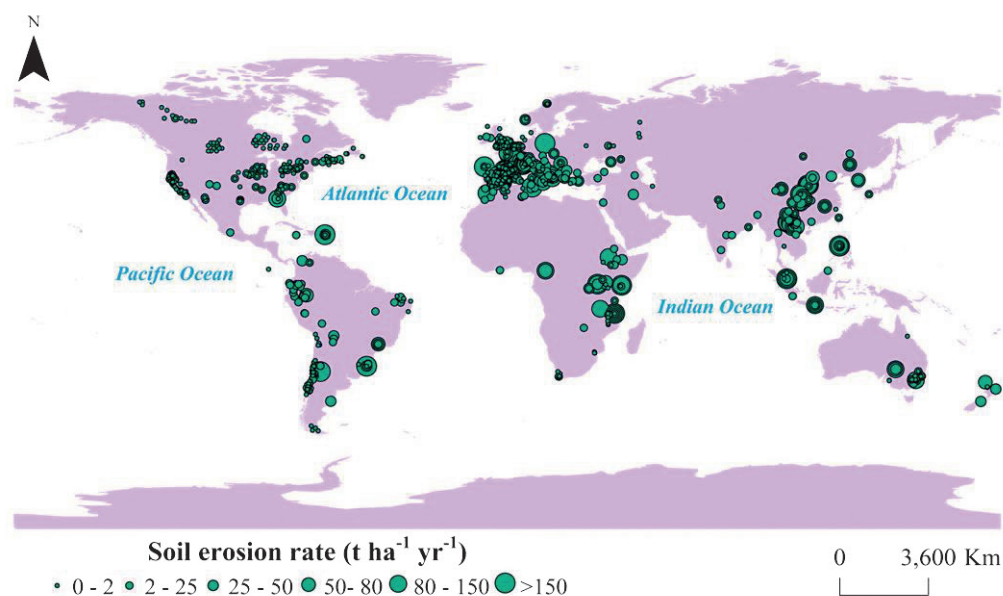 N
Atlantic Ocean
Pacific Ocean
Indian Ocean
Soil erosion rate (t ha⁻¹ yr⁻¹)
0 - 2 2 - 25 25 - 50 50- 80 80 - 150 >150
0 3,600 Km